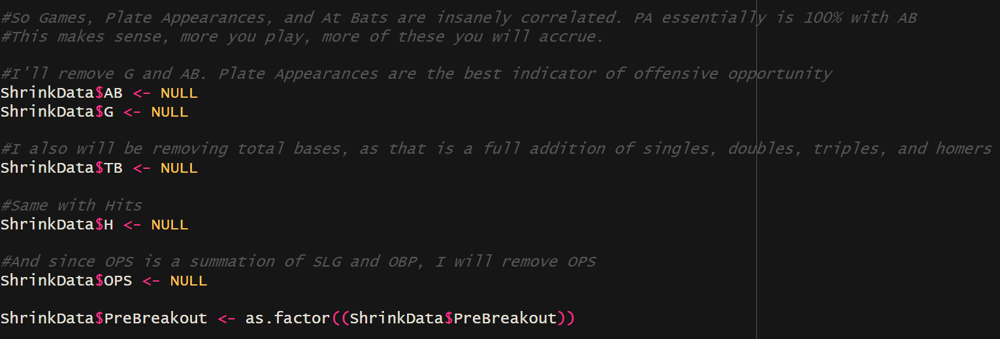 #So Games, Plate Appearances, and At Bats are insanely correlated. PA essentially is 100% with AB
#This makes sense, more you play, more of these you will accrue.
#I'll remove G and AB. Plate Appearances are the best indicator of offensive opportunity
ShrinkData$AB <- NULL
ShrinkData$G <- NULL
#I also will be removing total bases, as that is a full addition of singles, doubles, triples, and homers
ShrinkData$TB <- NULL
#Same with Hits
ShrinkData$H <- NULL
#And since OPS is a summation of SLG and OBP, I will remove OPS
ShrinkData$OPS <- NULL
ShrinkData$PreBreakout <- as.factor((ShrinkData$PreBreakout))